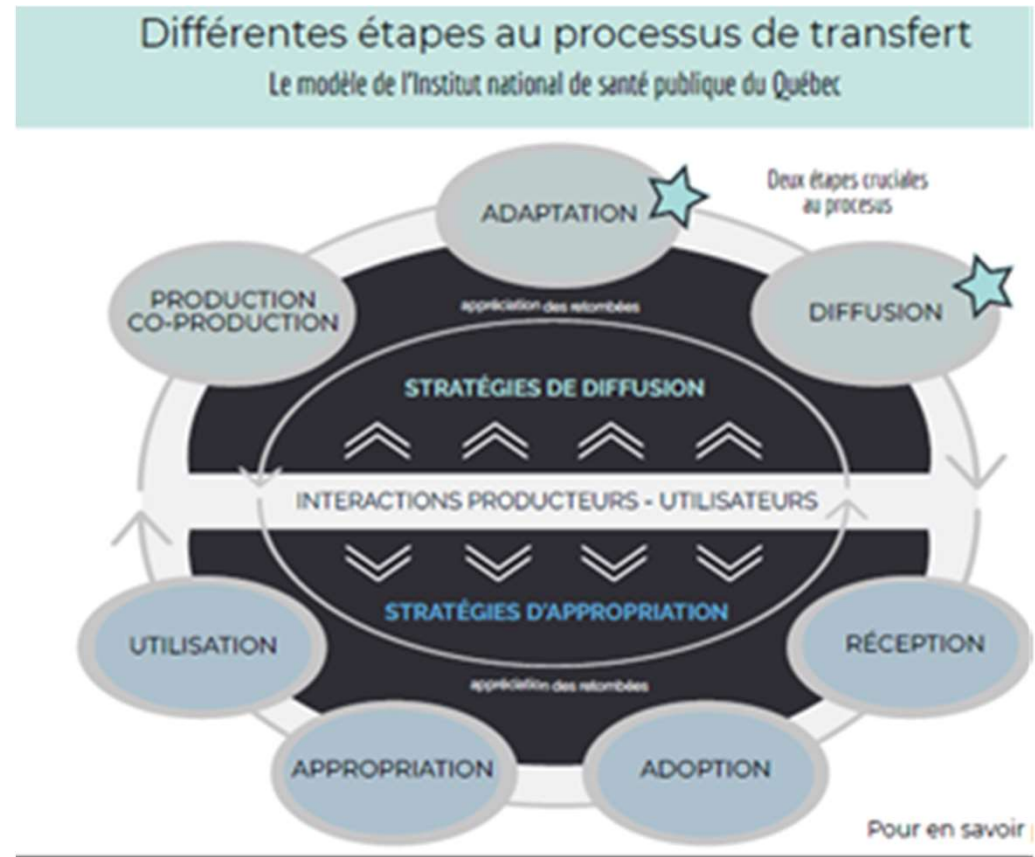 Différentes étapes au processus de transfert
Le modèle de l'Institut national de santé publique du Québec
Deux étapes cruciales
au procesus
ADAPTATION
PRODUCTION
CO-PRODUCTION
DIFFUSION
appréciation des retombées
STRATÉGIES DE DIFFUSION
INTERACTIONS PRODUCTEURS - UTILISATEURS
STRATÉGIES D'APPROPRIATION
UTILISATION
RÉCEPTION
appréciation des retombées
APPROPRIATION
ADOPTION
Pour en savoir